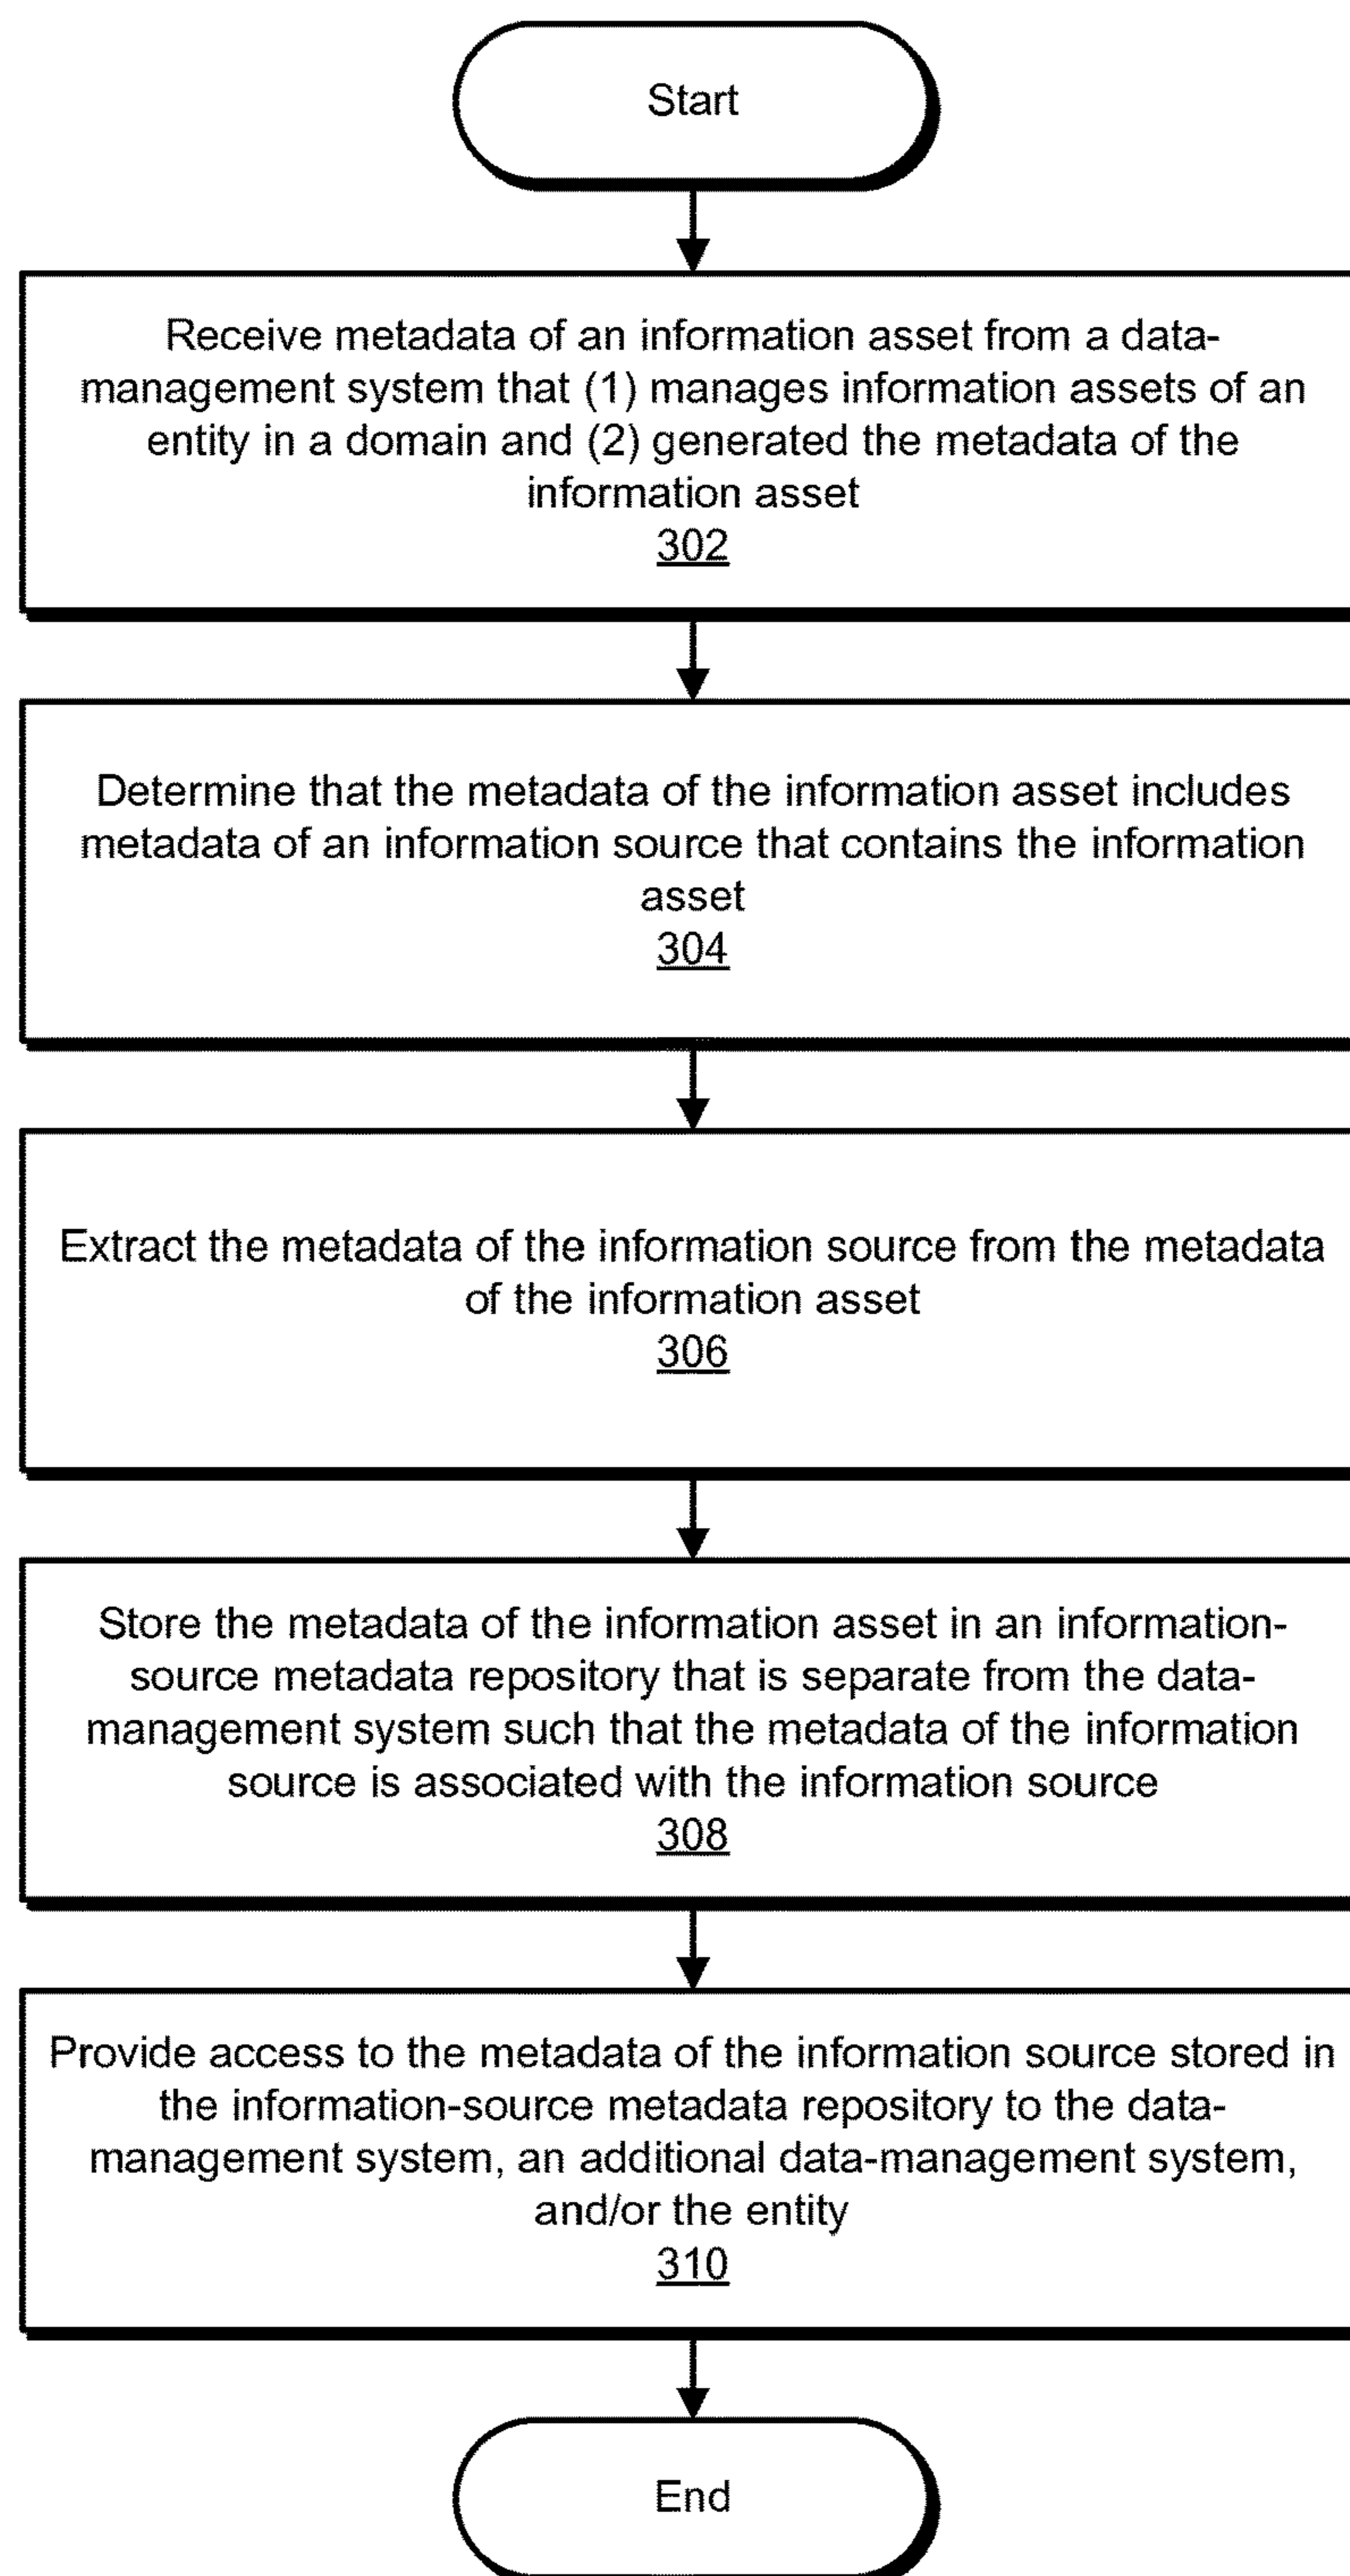 Start
Receive metadata of an information asset from a data-
management system that (1) manages information assets of an
entity in a domain and (2) generated the metadata of the
information asset
302
Determine that the metadata of the information asset includes
metadata of an information source that contains the information
asset
304
Extract the metadata of the information source from the metadata
of the information asset
306
Store the metadata of the information asset in an information-
source metadata repository that is separate from the data-
management system such that the metadata of the information
source is associated with the information source
308
Provide access to the metadata of the information source stored in
the information-source metadata repository to the data-
management system, an additional data-management system,
and/or the entity
310
End